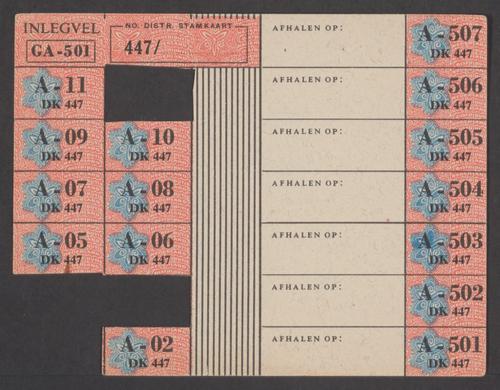 INLEGVEL
GA-501
NO. DISTR. STAMKAART
447/
AFHALEN OP:
A-507
DK 447
A-11
DK 447
AFHALEN OP:
A-506
DK 447
A-09
DK 447
A-10
DK 447
AFHALEN OP:
A-505
DK 447
A-07
DK 447
A-08
DK 447
AFHALEN OP:
A-504
DK 447
A-05
DK 447
A-06
DK 447
AFHALEN OP:
A-503
DK 447
AFHALEN OP:
A-502
DK 447
A-02
DK 447
AFHALEN OP:
A-501
DK 447